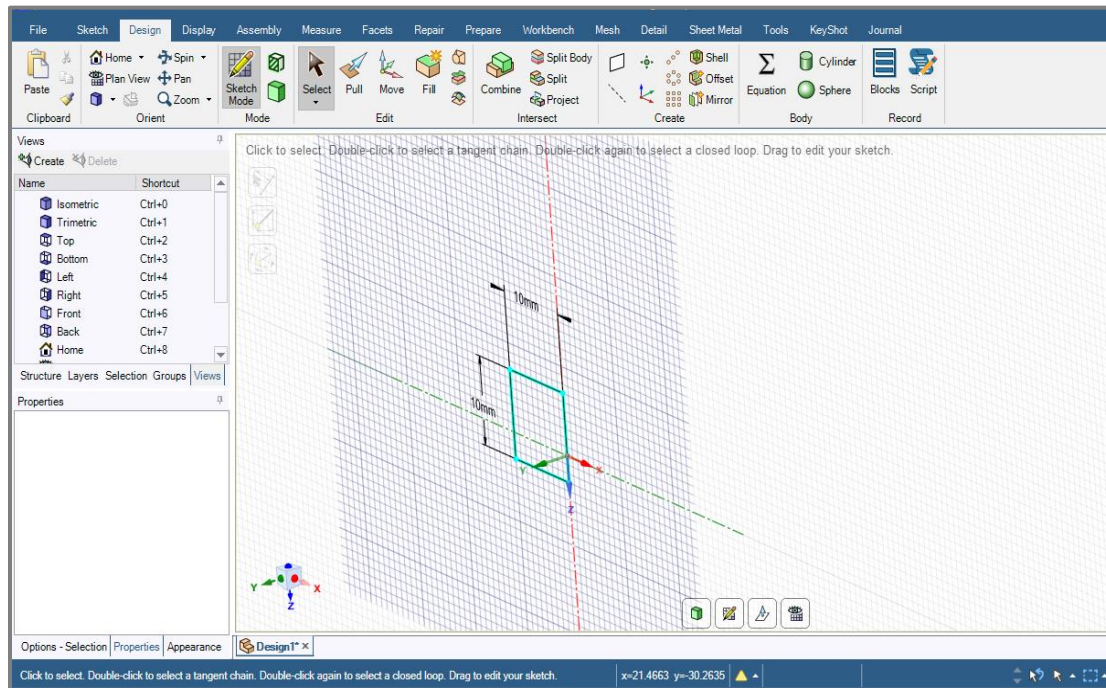 File Sketch Design Display Assembly Measure Facets Repair Prepare Workbench Mesh Detail Sheet Metal Tools KeyShot Journal
Paste
Clipboard
Home Spin
Plan View Pan
Zoom
Orient
Sketch Mode
Mode
Select Pull Move Fill
Edit
Combine
Split Body
Split
Project
Intersect
Shell
Offset
Mirror
Create
Equation
Cylinder
Sphere
Body
Blocks Script
Record
Views
Create Delete
Name Shortcut
Isometric Ctrl+0
Trimetric Ctrl+1
Top Ctrl+2
Bottom Ctrl+3
Left Ctrl+4
Right Ctrl+5
Front Ctrl+6
Back Ctrl+7
Home Ctrl+8
Structure Layers Selection Groups Views
Properties
Click to select. Double-click to select a tangent chain. Double-click again to select a closed loop. Drag to edit your sketch.
10mm
10mm
Y X
Z
Y X
Z
Options - Selection Properties Appearance
Design1*
Click to select. Double-click to select a tangent chain. Double-click again to select a closed loop. Drag to edit your sketch. x=21.4663 y=-30.2635